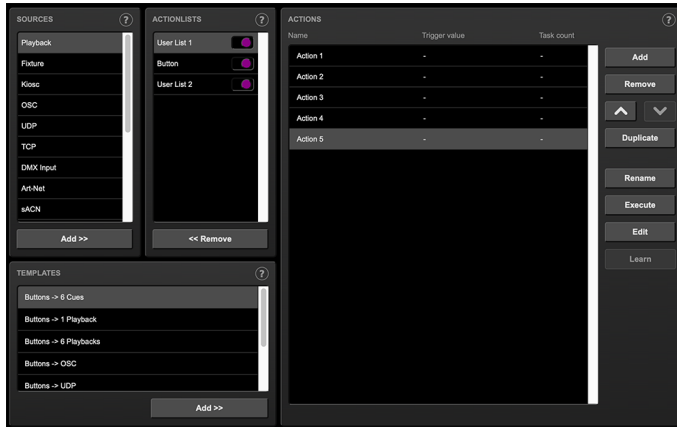 SOURCES ?
Playback
Fixture
Kiosc
OSC
UDP
TCP
DMX Input
Art-Net
sACN
Add >>
ACTIONLISTS ?
User List 1
Button
User List 2
<< Remove
TEMPLATES ?
Buttons -> 6 Cues
Buttons -> 1 Playback
Buttons -> 6 Playbacks
Buttons -> OSC
Buttons -> UDP
Add >>
ACTIONS ?
Name Trigger value Task count
Action 1 - -
Action 2 - -
Action 3 - -
Action 4 - -
Action 5 - -
Add
Remove
Duplicate
Rename
Execute
Edit
Learn